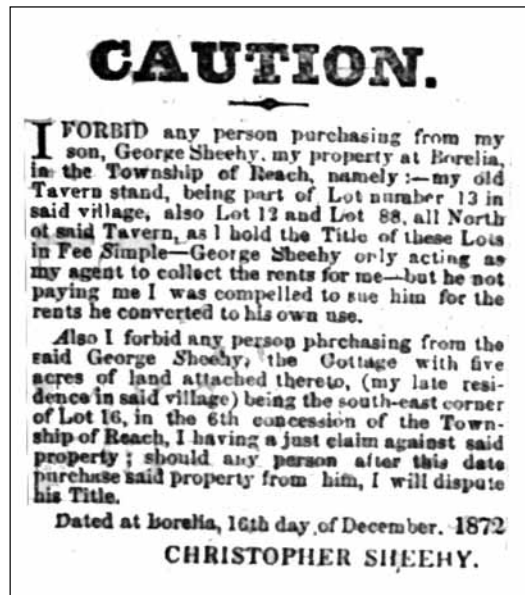 CAUTION.
I FORBID any person purchasing from my
son, George Sheehy. my property at Borelia,
in the Township of Reach, namely :—my old
Tavern stand, being part of Lot number 13 in
said village, also Lot 12 and Lot 88, all North
of said Tavern, as I hold the Title of these Lots
in Fee Simple—George Sheehy only acting as
my agent to collect the rents for me—but he not
paying me I was compelled to sue him for the
rents he converted to his own use.
Also I forbid any person phrchasing from the
said George Sheehy, the Cottage with five
acres of land attached thereto, (my late resi-
dence in said village) being the south-east corner
of Lot 16, in the 6th concession of the Town-
ship of Reach, I having a just claim against said
property ; should any person after this date
purchase said property from him, I will dispute
his Title.
Dated at Borelia, 16th day of December. 1872
CHRISTOPHER SHEEHY.